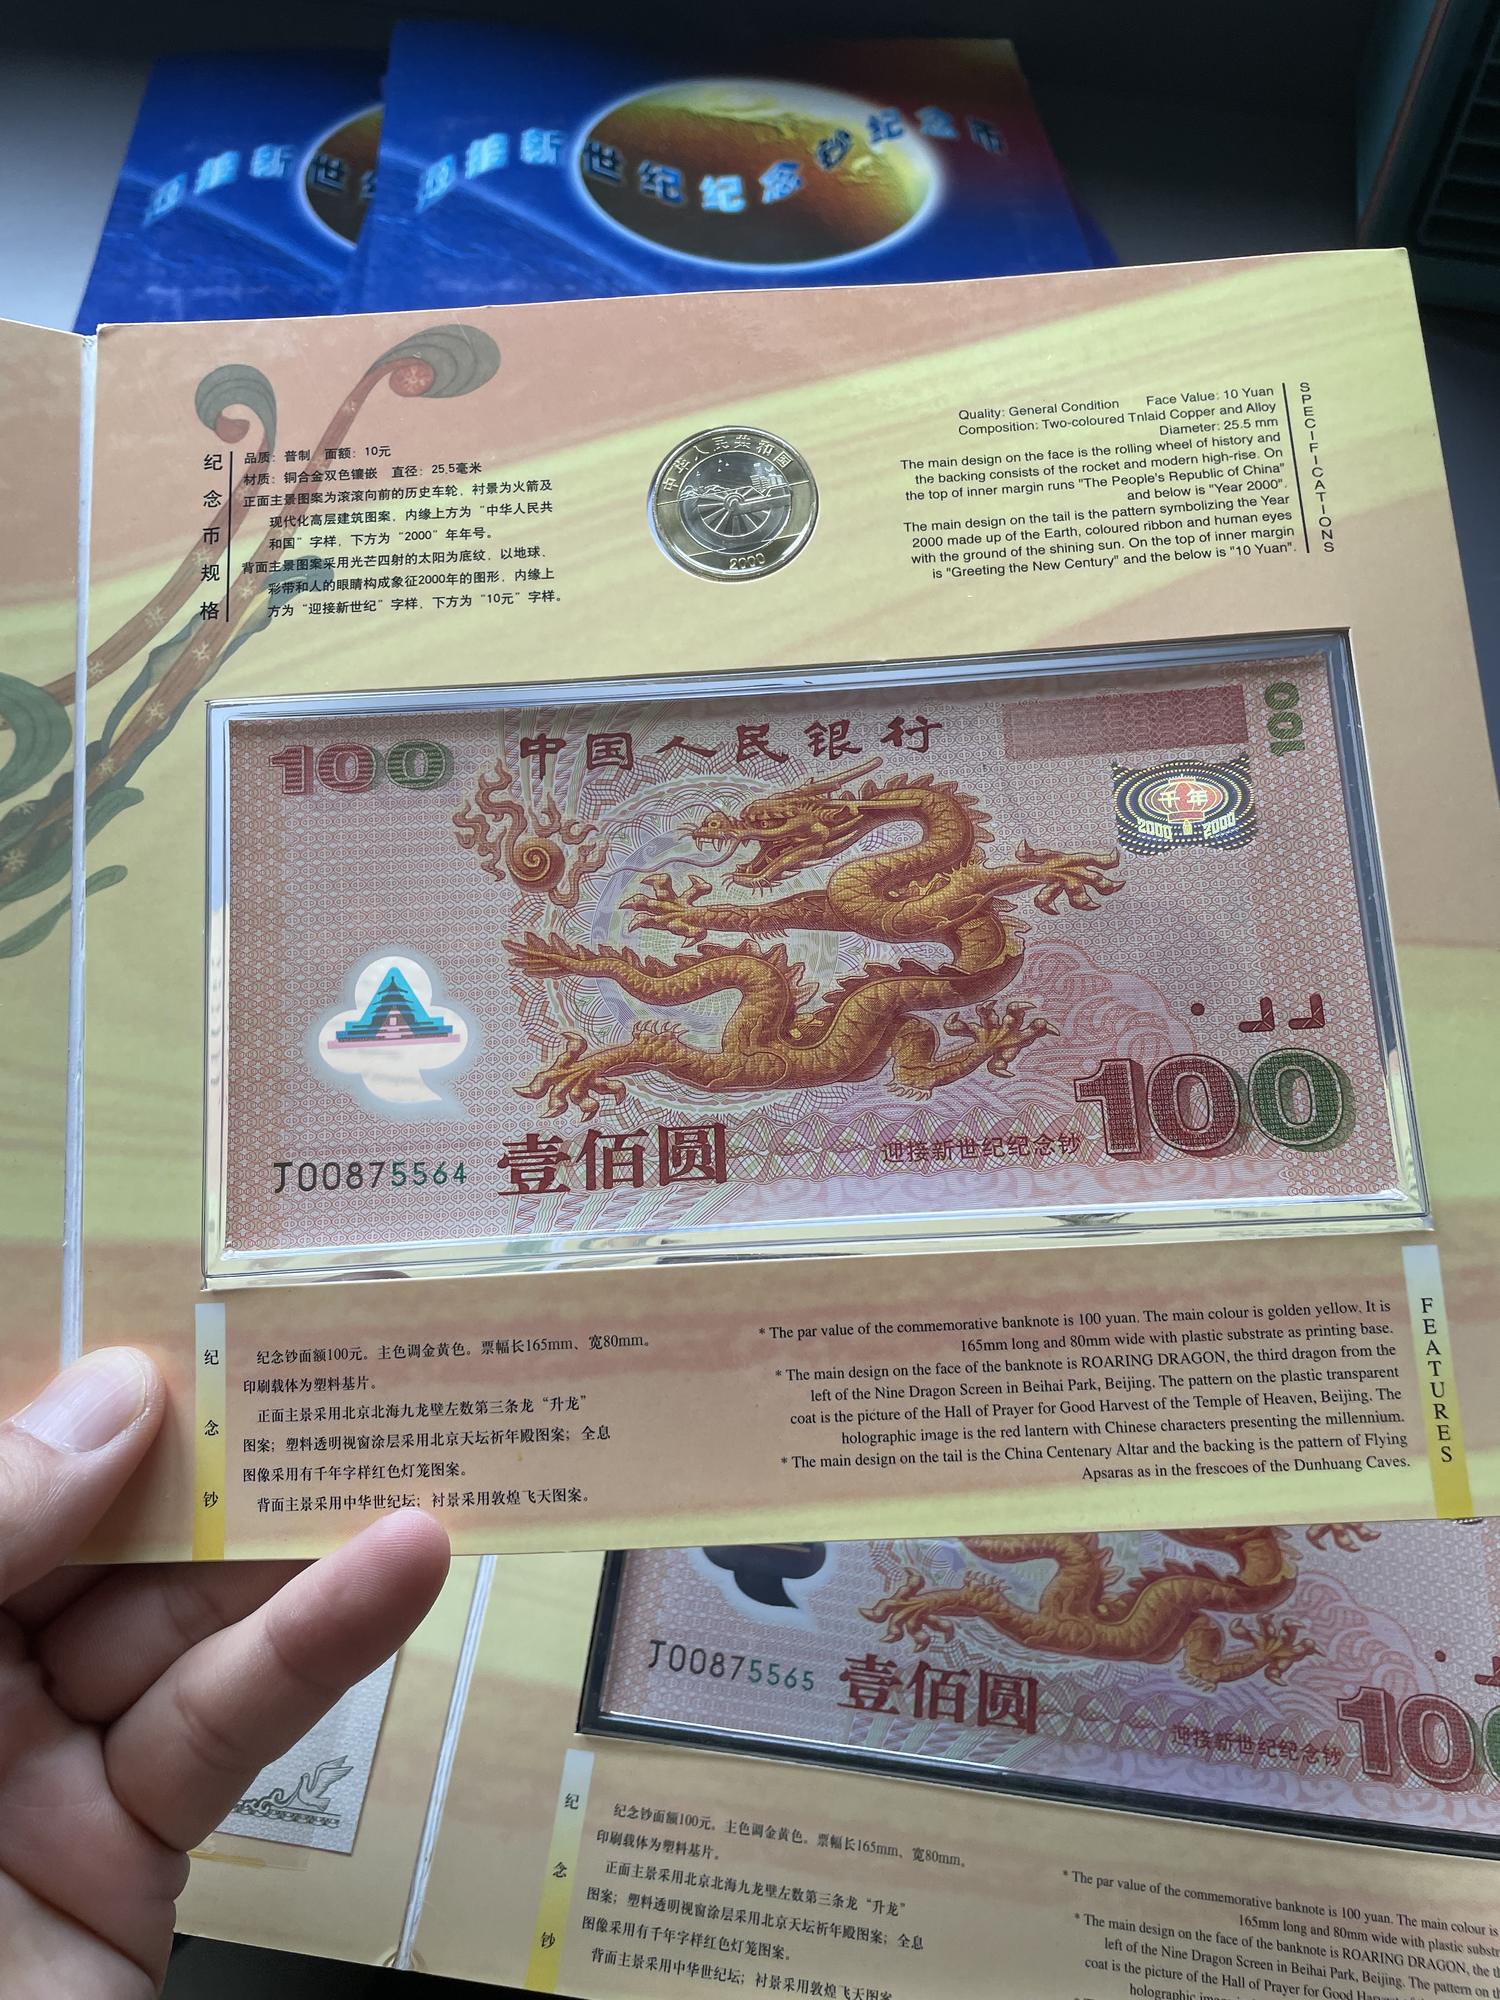 迎接新世纪
迎接新世纪纪念钞纪念币
纪念币规格
品质：普制 面额：10元
材质：铜合金双色镶嵌 直径：25.5毫米
正面主景图案为滚滚向前的历史车轮，衬景为火箭及
现代化高层建筑图案，内缘上方为“中华人民共
和国”字样，下方为“2000”年年号。
背面主景图案采用光芒四射的太阳为底纹，以地球、
彩带和人的眼睛构成象征2000年的图形，内缘上
方为“迎接新世纪”字样，下方为“10元”字样。
中华人民共和国
2000
Quality: General Condition Face Value: 10 Yuan
Composition: Two-coloured Tnlaid Copper and Alloy
Diameter: 25.5 mm
The main design on the face is the rolling wheel of history and
the backing consists of the rocket and modern high-rise. On
the top of inner margin runs "The People's Republic of China"
and below is "Year 2000".
The main design on the tail is the pattern symbolizing the Year
2000 made up of the Earth, coloured ribbon and human eyes
with the ground of the shining sun. On the top of inner margin
is "Greeting the New Century" and the below is "10 Yuan".
SPECIFICATIONS
100
中国人民银行
100
千年
2000 2000
J00875564
壹佰圆
迎接新世纪纪念钞
100
纪念钞
纪念钞面额100元。主色调金黄色。票幅长165mm、宽80mm。
印刷载体为塑料基片。
正面主景采用北京北海九龙壁左数第三条龙“升龙”
图案；塑料透明视窗涂层采用北京天坛祈年殿图案；全息
图像采用有千年字样红色灯笼图案。
背面主景采用中华世纪坛；衬景采用敦煌飞天图案。
* The par value of the commemorative banknote is 100 yuan. The main colour is golden yellow. It is
165mm long and 80mm wide with plastic substrate as printing base.
* The main design on the face of the banknote is ROARING DRAGON, the third dragon from the
left of the Nine Dragon Screen in Beihai Park, Beijing. The pattern on the plastic transparent
coat is the picture of the Hall of Prayer for Good Harvest of the Temple of Heaven, Beijing. The
holographic image is the red lantern with Chinese characters presenting the millennium.
* The main design on the tail is the China Centenary Altar and the backing is the pattern of Flying
Apsaras as in the frescoes of the Dunhuang Caves.
FEATURES
J00875565
壹佰圆
迎接新世纪纪念钞
100
纪念钞
纪念钞面额100元。主色调金黄色。票幅长165mm、宽80mm。
印刷载体为塑料基片。
正面主景采用北京北海九龙壁左数第三条龙“升龙”
图案；塑料透明视窗涂层采用北京天坛祈年殿图案；全息
图像采用有千年字样红色灯笼图案。
背面主景采用中华世纪坛；衬景采用敦煌飞天图案
* The par value of the commemorative banknote is 100 yuan. The main colour is
165mm long and 80mm wide with plastic
* The main design on the face of the banknote is ROARING DRAGON, the
left of the Nine Dragon Screen in Beihai Park, Beijing. The pattern on the
coat is the picture of the Hall of Prayer for Good Harvest
holographic